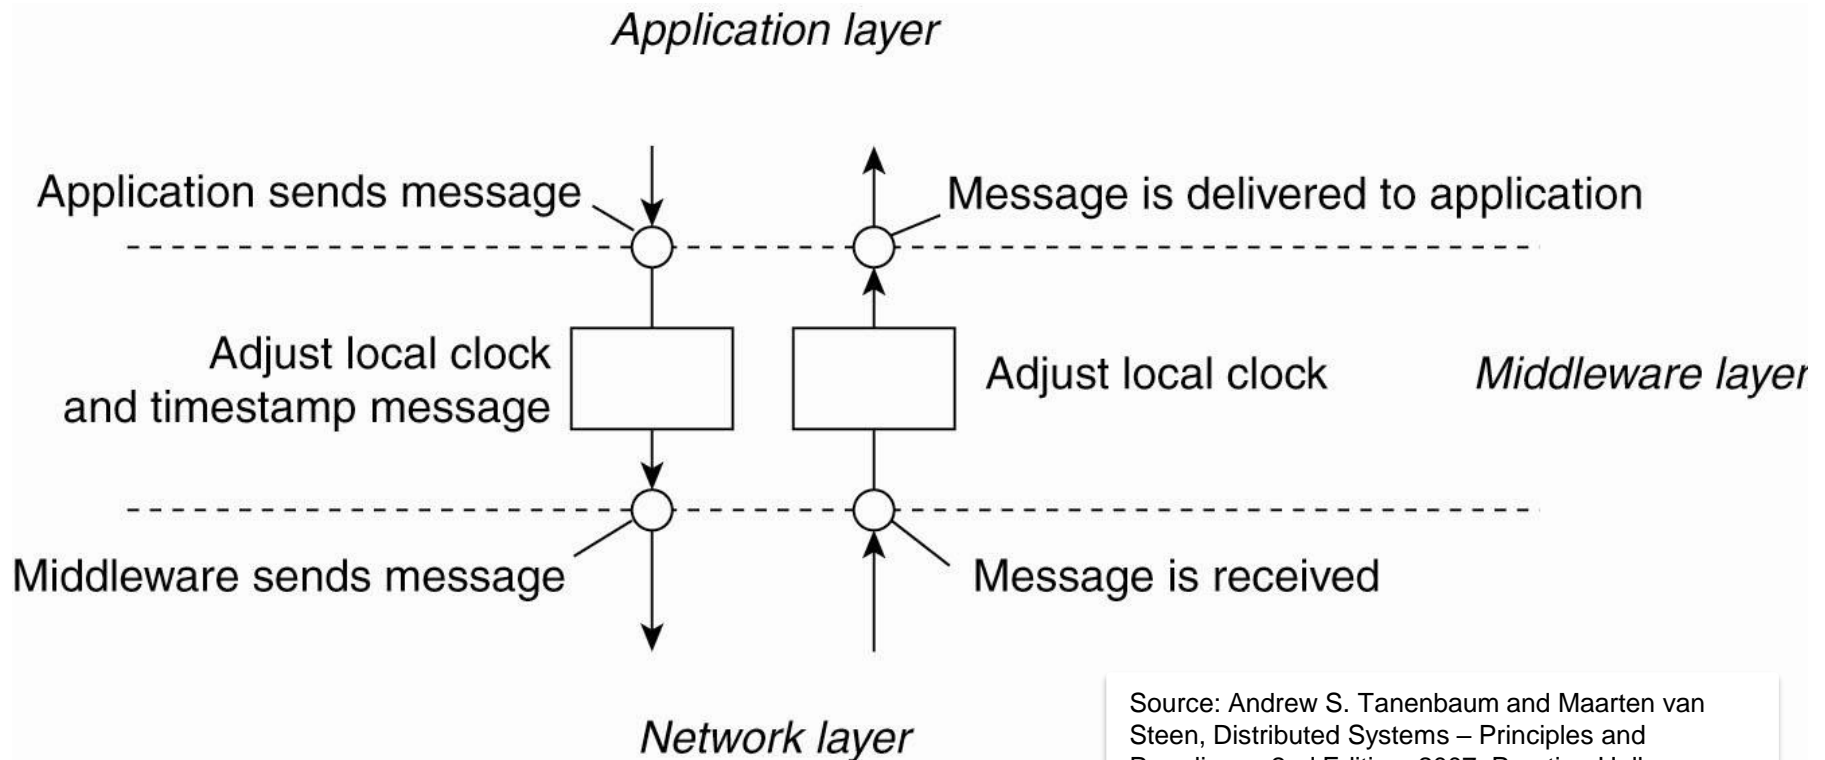 Application layer
Application sends message
Message is delivered to application
Adjust local clock
and timestamp message
Adjust local clock
Middleware layer
Middleware sends message
Message is received
Network layer
Source: Andrew S. Tanenbaum and Maarten van
Steen, Distributed Systems – Principles and